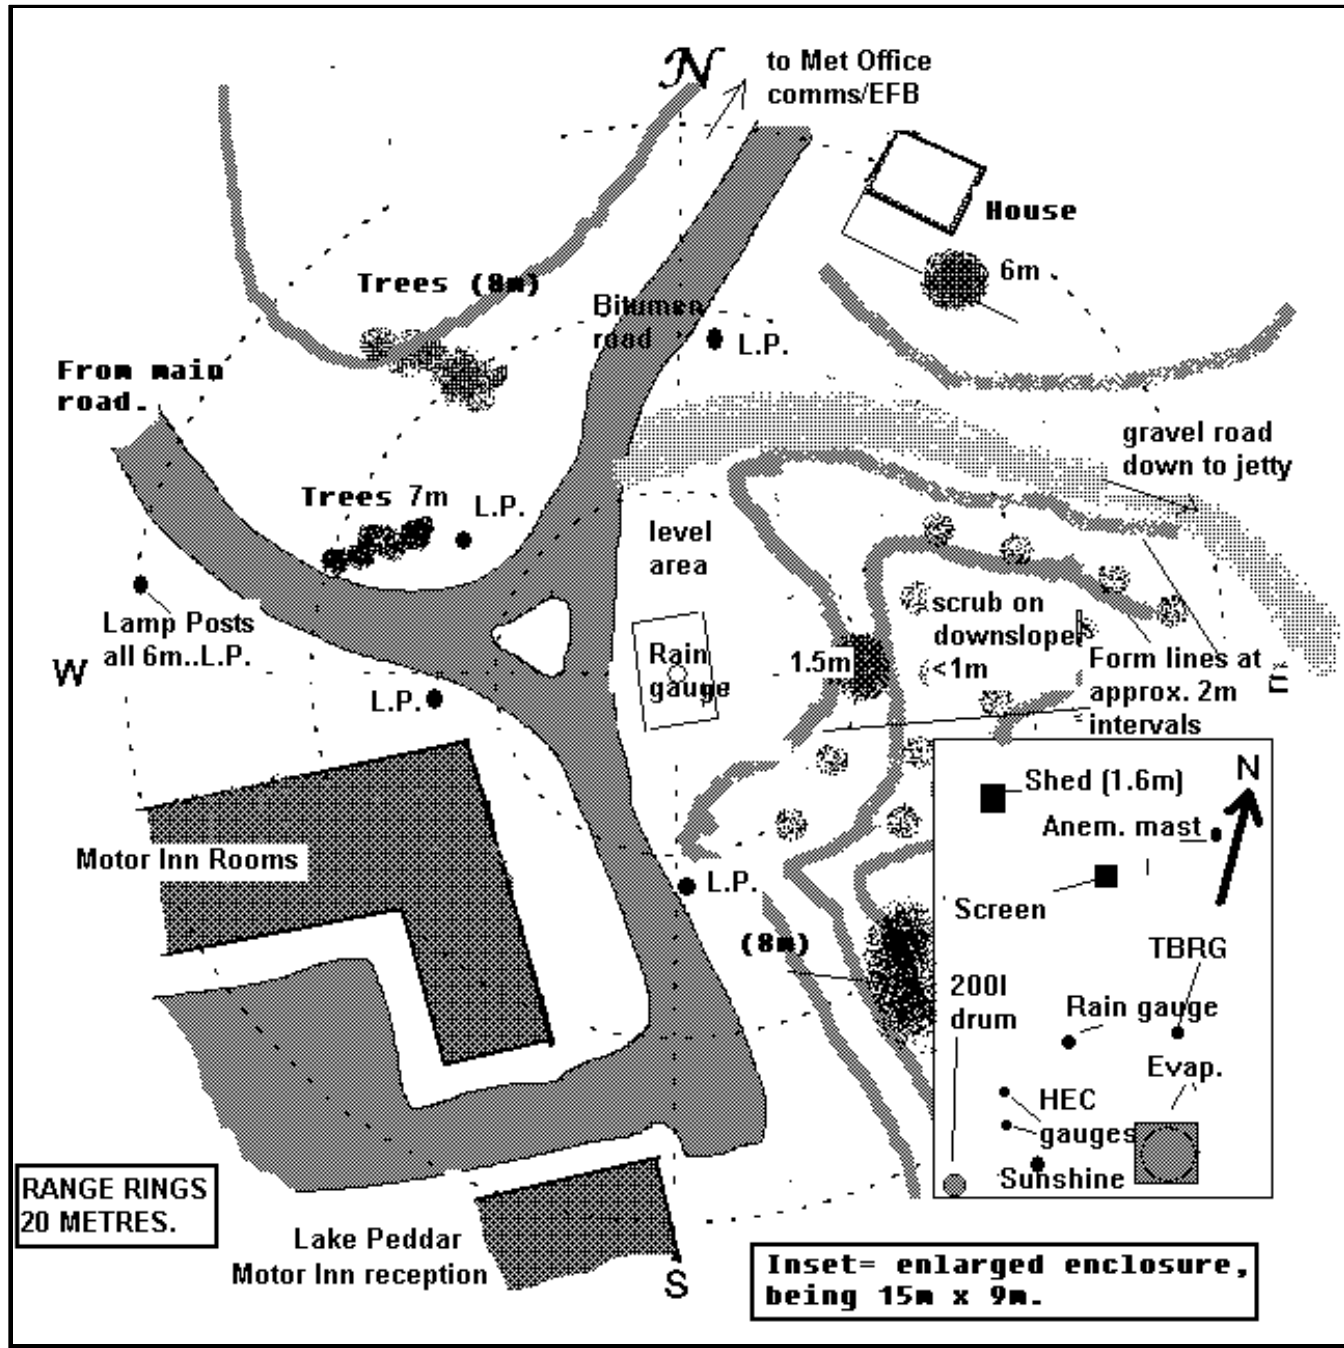 N
to Met Office
comms/EFB
House
6m
Trees (8m)
Bitumen
road
L.P.
From main
road.
gravel road
down to jetty
Trees 7m
L.P.
level
area
scrub on
downslope
<1m
Lamp Posts
all 6m..L.P.
W
Rain
gauge
1.5m
Form lines at
approx. 2m
intervals
E
L.P.
Shed (1.6m)
N
Anem. mast
Motor Inn Rooms
L.P.
Screen
(8m)
TBRG
200l
drum
Rain gauge
Evap.
HEC
gauges
Sunshine
RANGE RINGS
20 METRES.
Lake Peddar
Motor Inn reception
S
Inset= enlarged enclosure,
being 15m x 9m.